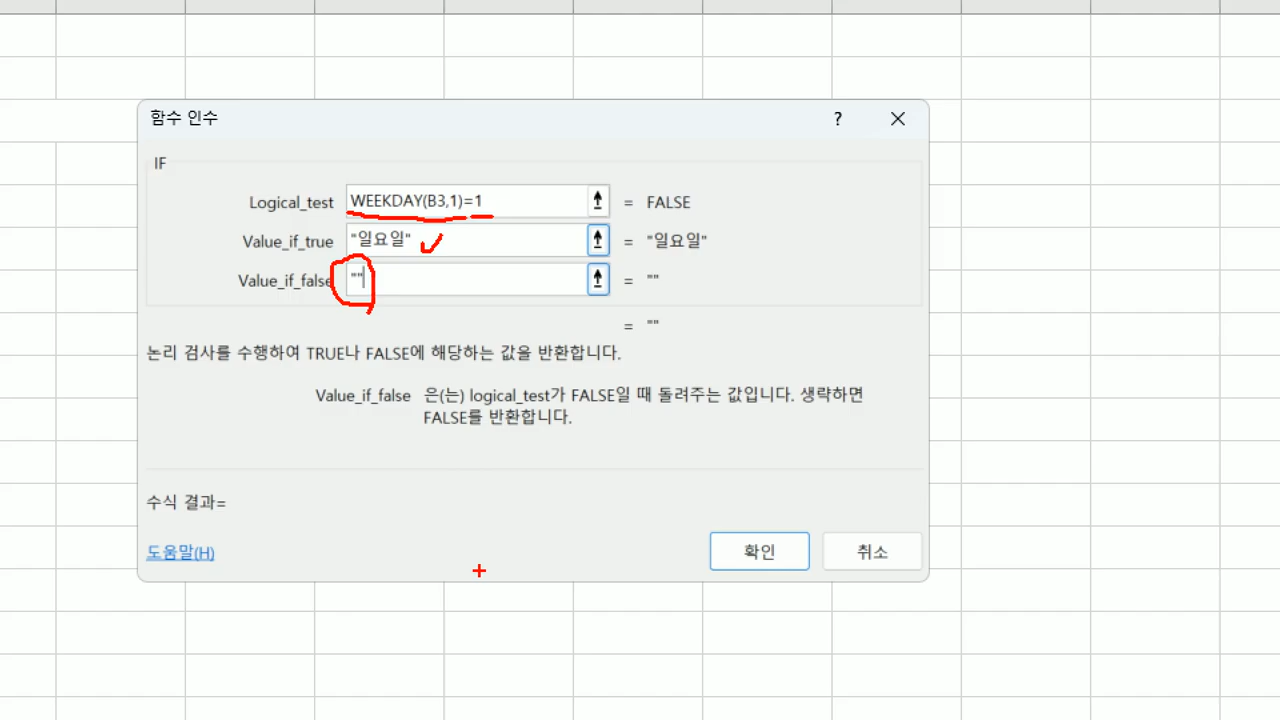 함수 인수 ?
IF
Logical_test WEEKDAY(B3,1)=1 = FALSE
Value_if_true "일요일" = "일요일"
Value_if_false "" = ""
= ""
논리 검사를 수행하여 TRUE나 FALSE에 해당하는 값을 반환합니다.
Value_if_false 은(는) logical_test가 FALSE일 때 돌려주는 값입니다. 생략하면
FALSE를 반환합니다.
수식 결과=
도움말(H) 확인 취소